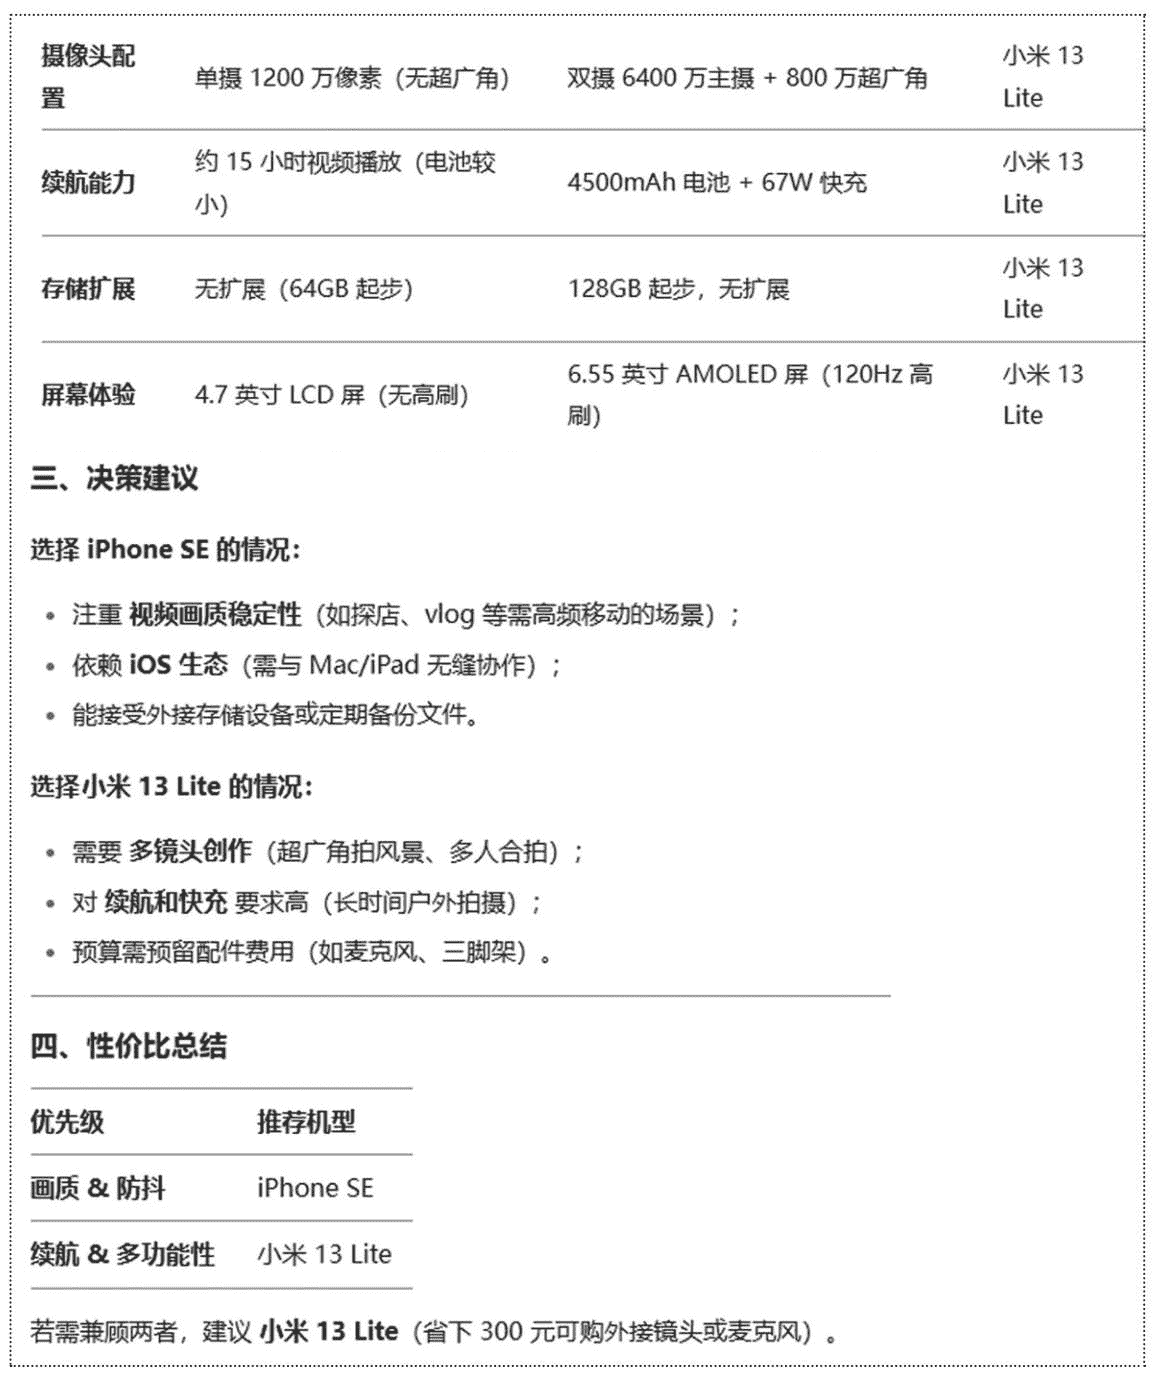 摄像头配置 单摄 1200 万像素（无超广角） 双摄 6400 万主摄 + 800 万超广角 小米 13 Lite
续航能力 约 15 小时视频播放（电池较小） 4500mAh 电池 + 67W 快充 小米 13 Lite
存储扩展 无扩展（64GB 起步） 128GB 起步，无扩展 小米 13 Lite
屏幕体验 4.7 英寸 LCD 屏（无高刷） 6.55 英寸 AMOLED 屏（120Hz 高刷） 小米 13 Lite
三、决策建议
选择 iPhone SE 的情况：
• 注重 视频画质稳定性（如探店、vlog 等需高频移动的场景）；
• 依赖 iOS 生态（需与 Mac/iPad 无缝协作）；
• 能接受外接存储设备或定期备份文件。
选择小米 13 Lite 的情况：
• 需要 多镜头创作（超广角拍风景、多人合拍）；
• 对 续航和快充 要求高（长时间户外拍摄）；
• 预算需预留配件费用（如麦克风、三脚架）。
四、性价比总结
优先级 推荐机型
画质 & 防抖 iPhone SE
续航 & 多功能性 小米 13 Lite
若需兼顾两者，建议 小米 13 Lite（省下 300 元可购外接镜头或麦克风）。